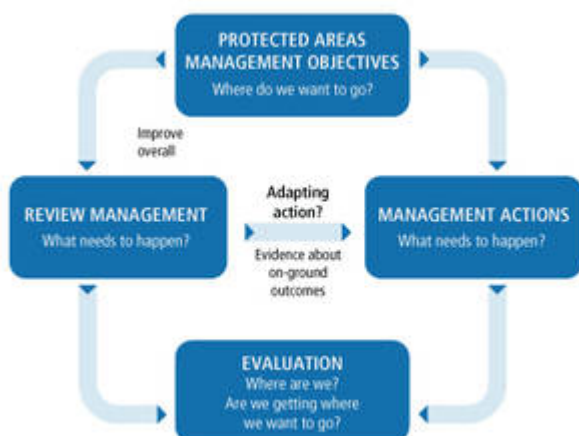 PROTECTED AREAS
MANAGEMENT OBJECTIVES
Where do we want to go?
Improve
overall
REVIEW MANAGEMENT
What needs to happen?
Adapting
action?
Evidence about
on-ground
outcomes
MANAGEMENT ACTIONS
What needs to happen?
EVALUATION
Where are we?
Are we getting where
we want to go?